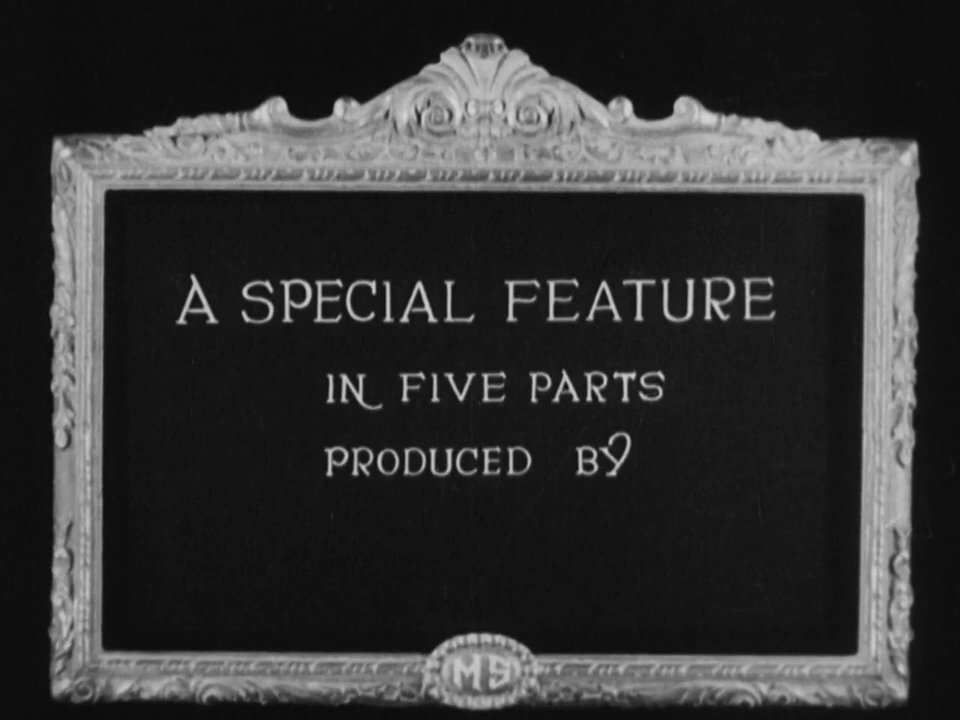 A SPECIAL FEATURE
IN FIVE PARTS
PRODUCED BY
MS